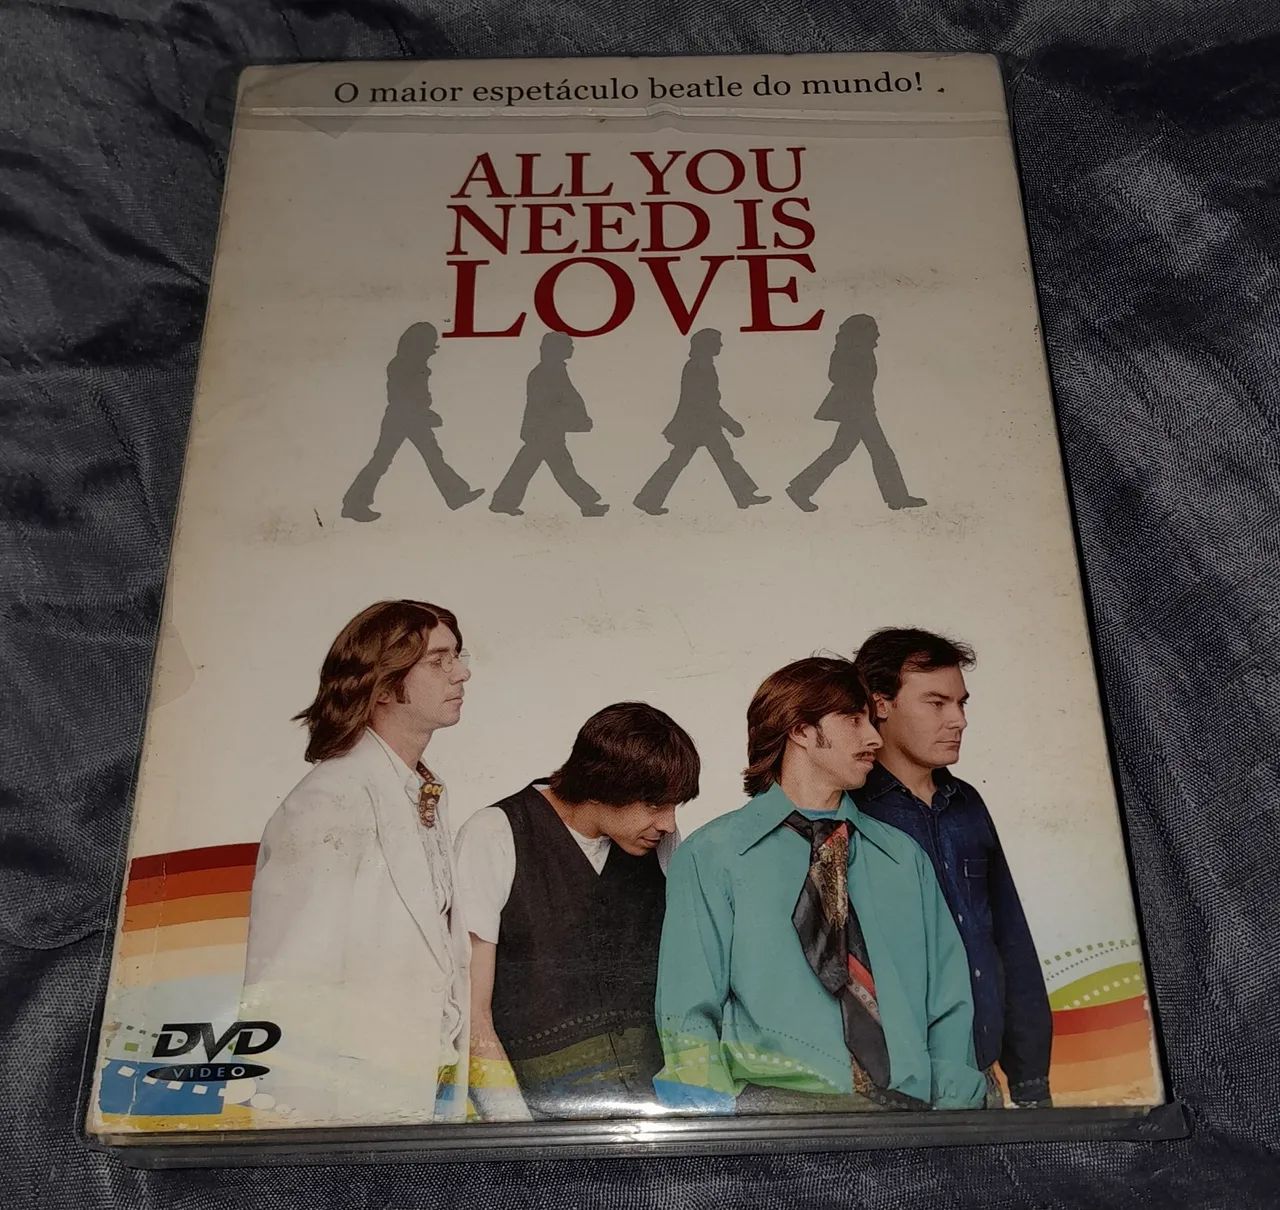 O maior espetáculo beatle do mundo!
ALL YOU
NEED IS
LOVE
DVD
VIDEO